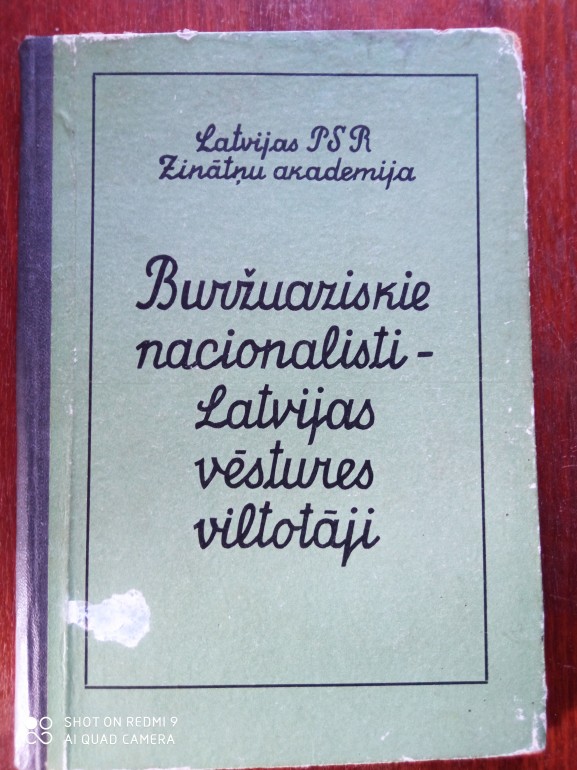 Latvijas PSR
Zinātņu akademija
Buržuaziskie
nacionalisti -
Latvijas
vēstures
viltotāji
SHOT ON REDMI 9
AI QUAD CAMERA